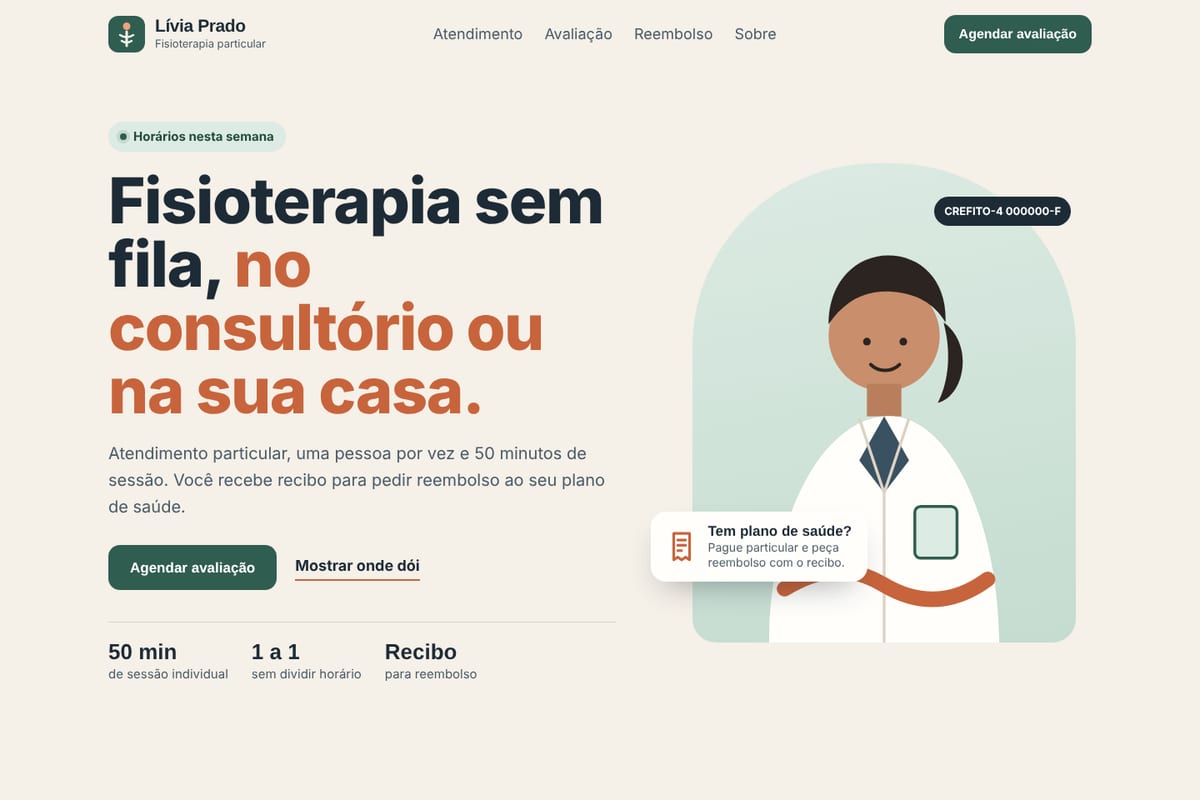 Lívia Prado
Fisioterapia particular
Atendimento
Avaliação
Reembolso
Sobre
Agendar avaliação
Horários nesta semana
Fisioterapia sem
fila, no
consultório ou
na sua casa.
Atendimento particular, uma pessoa por vez e 50 minutos de
sessão. Você recebe recibo para pedir reembolso ao seu plano
de saúde.
Agendar avaliação
Mostrar onde dói
50 min
de sessão individual
1 a 1
sem dividir horário
Recibo
para reembolso
CREFITO-4 000000-F
Tem plano de saúde?
Pague particular e peça
reembolso com o recibo.